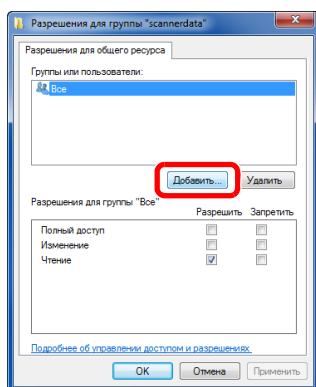 Разрешения для группы "scannerdata"
Разрешения для общего ресурса
Группы или пользователи:
Все
Добавить... Удалить
Разрешения для группы "Все"
Разрешить Запретить
Полный доступ
Изменение
Чтение
Подробнее об управлении доступом и разрешениях
ОК Отмена Применить